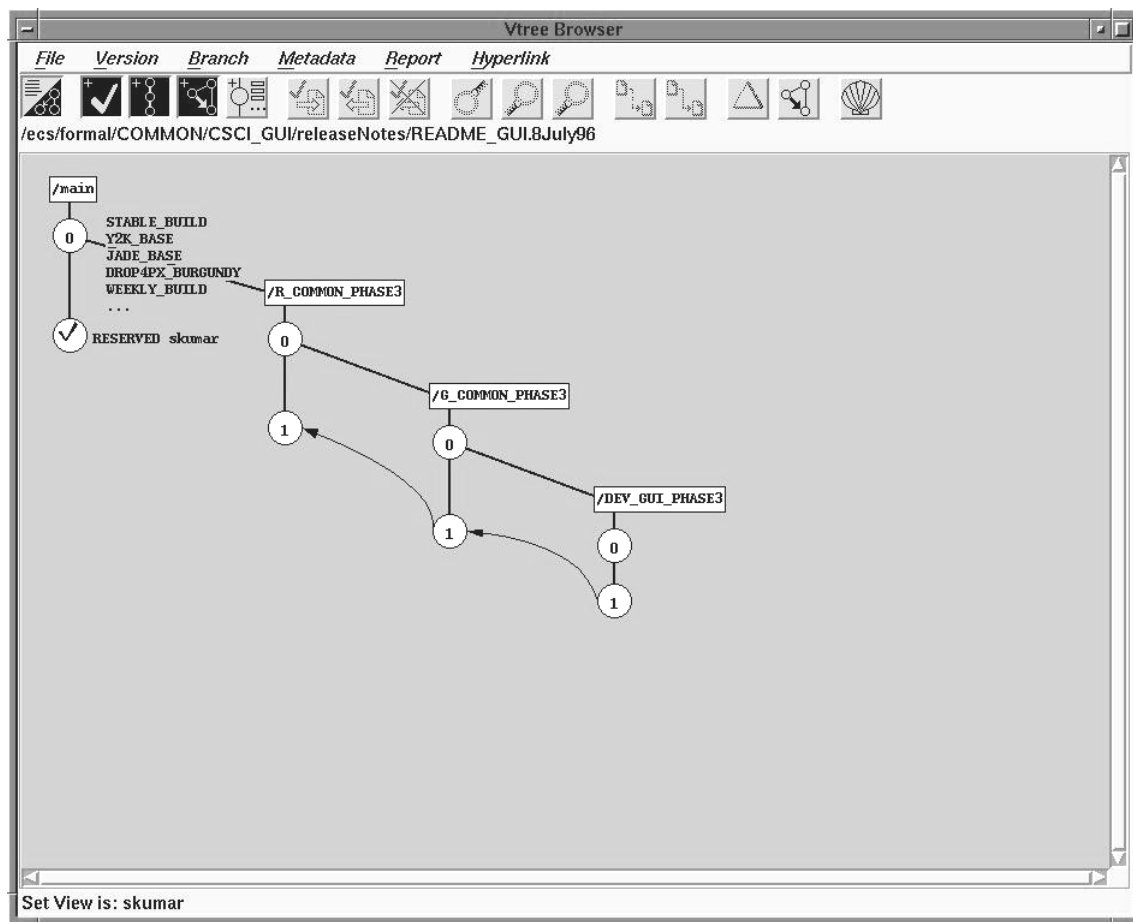 Vtree Browser
File Version Branch Metadata Report Hyperlink
/ecs/formal/COMMON/CSCI_GUI/releaseNotes/README_GUI.8July96
/main
0
STABLE_BUILD
Y2K_BASE
JADE_BASE
DROP4PX_BURGUNDY
WEEKLY_BUILD
...
RESERVED skumar
/R_COMMON_PHASE3
0
1
/G_COMMON_PHASE3
0
1
/DEV_GUI_PHASE3
0
1
Set View is: skumar